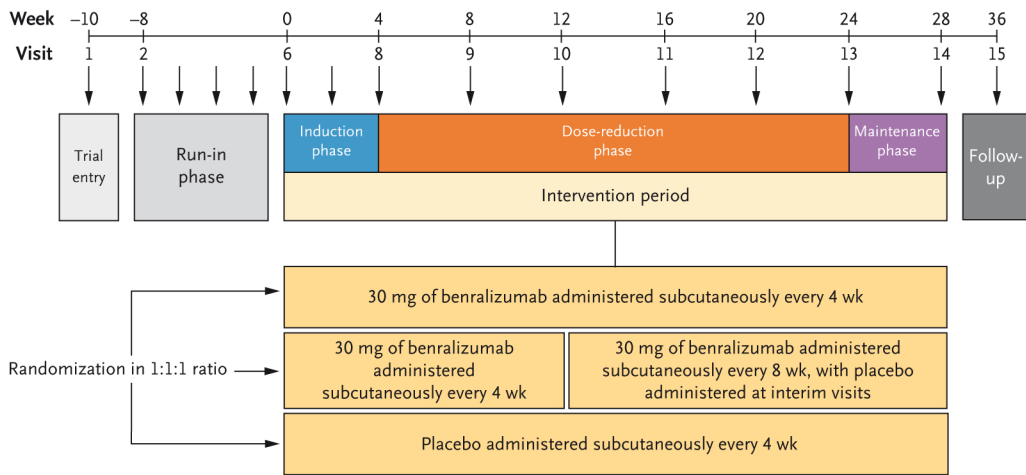 Week –10 –8 0 4 8 12 16 20 24 28 36
Visit 1 2 6 8 9 10 11 12 13 14 15
Trial
entry
Run-in
phase
Induction
phase
Dose-reduction
phase
Maintenance
phase
Follow-
up
Intervention period
Randomization in 1:1:1 ratio
30 mg of benralizumab administered subcutaneously every 4 wk
30 mg of benralizumab
administered
subcutaneously every 4 wk
30 mg of benralizumab administered
subcutaneously every 8 wk, with placebo
administered at interim visits
Placebo administered subcutaneously every 4 wk